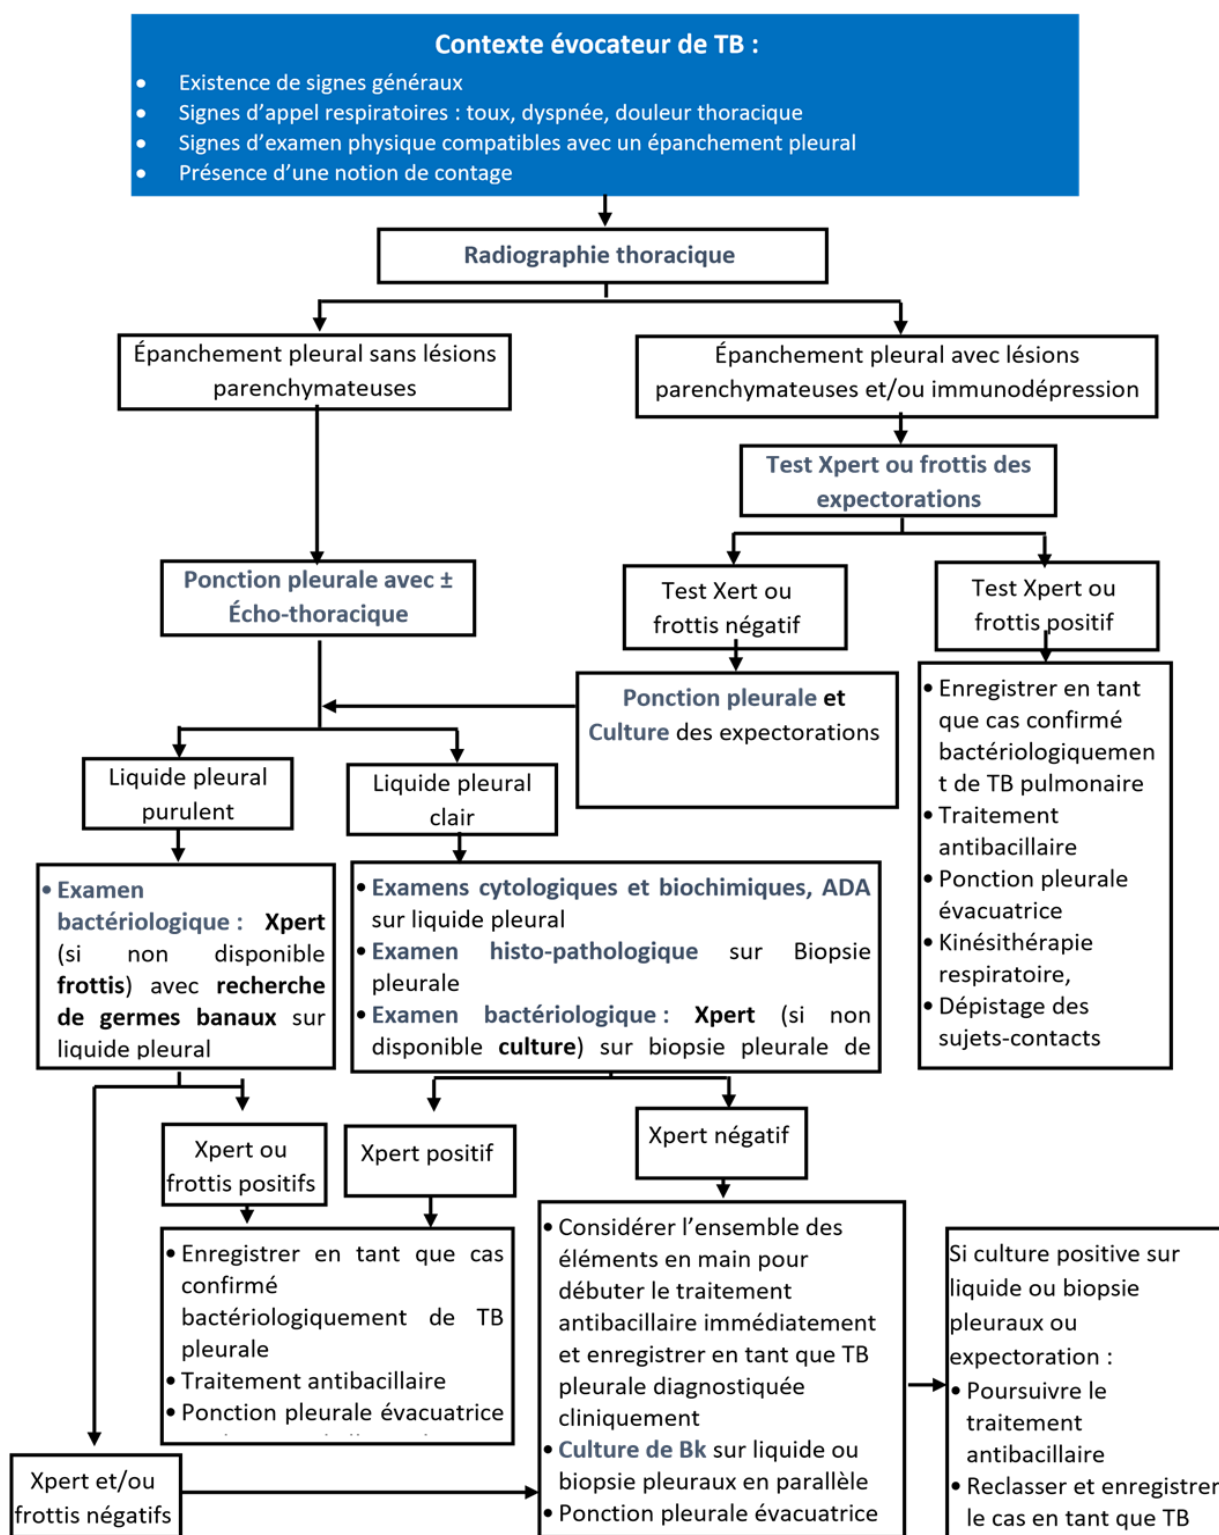 Contexte évocateur de TB :
• Existence de signes généraux
• Signes d'appel respiratoires : toux, dyspnée, douleur thoracique
• Signes d'examen physique compatibles avec un épanchement pleural
• Présence d'une notion de contage
Radiographie thoracique
Épanchement pleural sans lésions
parenchymateuses
Épanchement pleural avec lésions
parenchymateuses et/ou immunodépression
Test Xpert ou frottis des
expectorations
Ponction pleurale avec ±
Écho-thoracique
Test Xert ou
frottis négatif
Test Xpert ou
frottis positif
Ponction pleurale et
Culture des expectorations
• Enregistrer en tant
que cas confirmé
bactériologiquemen
t de TB pulmonaire
• Traitement
antibacillaire
• Ponction pleurale
évacuatrice
• Kinésithérapie
respiratoire,
• Dépistage des
sujets-contacts
Liquide pleural
purulent
Liquide pleural
clair
• Examen
bactériologique : Xpert
(si non disponible
frottis) avec recherche
de germes banaux sur
liquide pleural
• Examens cytologiques et biochimiques, ADA
sur liquide pleural
• Examen histo-pathologique sur Biopsie
pleurale
• Examen bactériologique : Xpert (si non
disponible culture) sur biopsie pleurale de
Xpert ou
frottis positifs
Xpert positif
Xpert négatif
• Enregistrer en tant que cas
confirmé
bactériologiquement de TB
pleurale
• Traitement antibacillaire
• Ponction pleurale évacuatrice
• Considérer l'ensemble des
éléments en main pour
débuter le traitement
antibacillaire immédiatement
et enregistrer en tant que TB
pleurale diagnostiquée
cliniquement
• Culture de Bk sur liquide ou
biopsie pleuraux en parallèle
• Ponction pleurale évacuatrice
Si culture positive sur
liquide ou biopsie
pleuraux ou
expectoration :
• Poursuivre le
traitement
antibacillaire
• Reclasser et enregistrer
le cas en tant que TB
Xpert et/ou
frottis négatifs